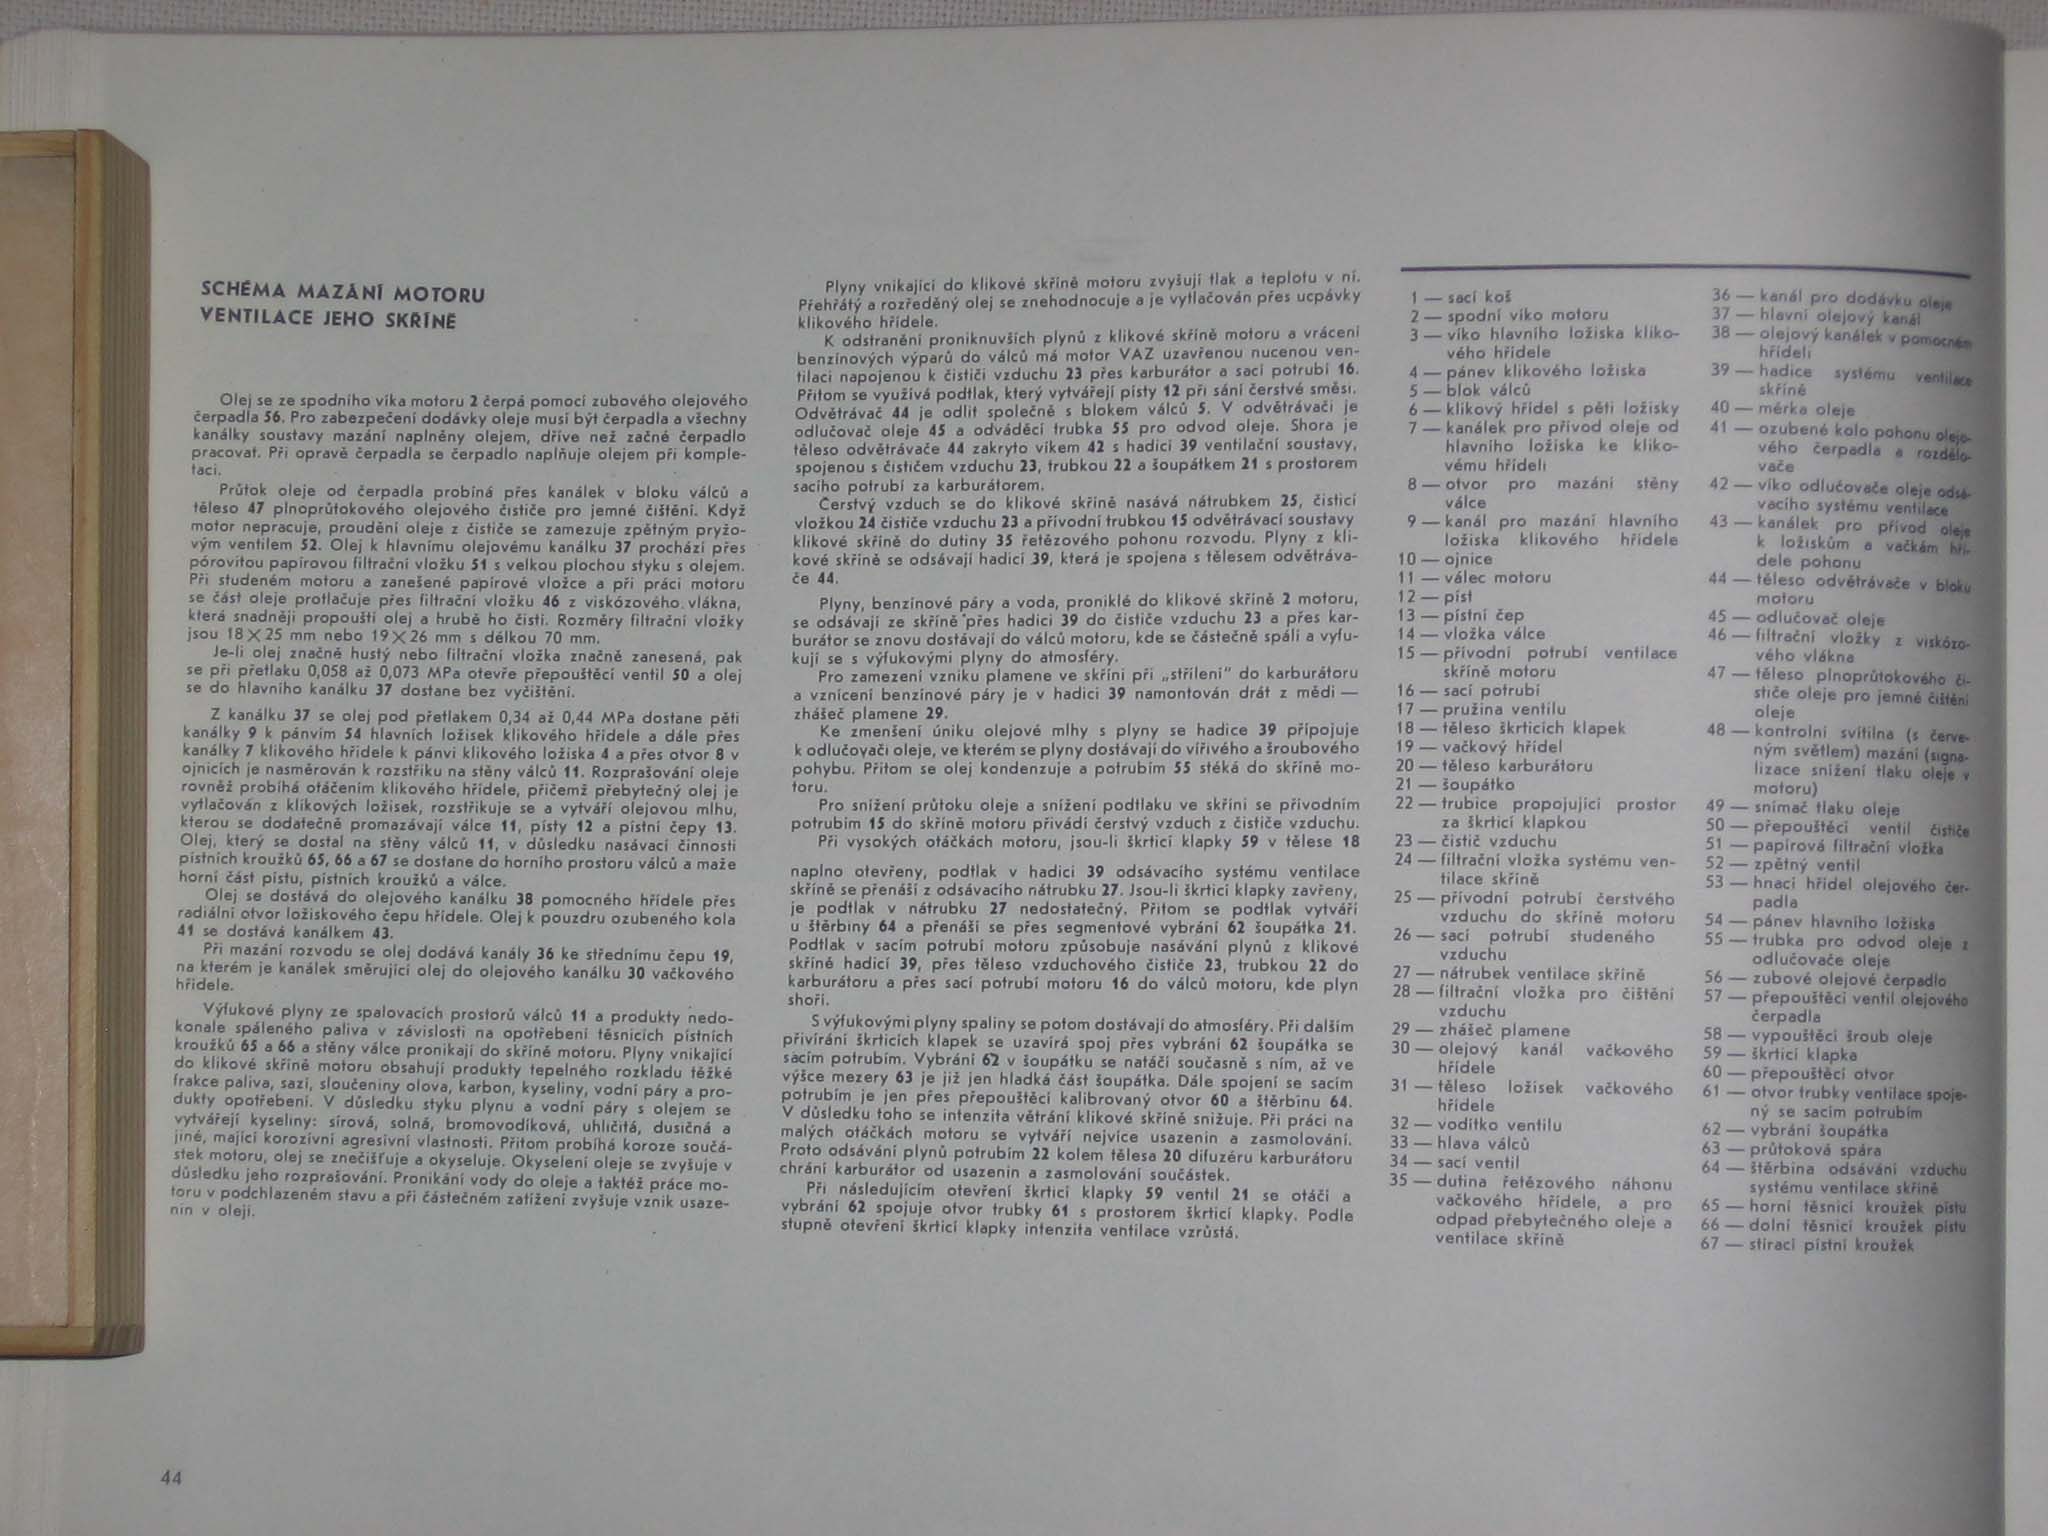 SCHÉMA MAZÁNÍ MOTORU
VENTILACE JEHO SKŘÍNĚ
Olej se ze spodního víka motoru 2 čerpá pomocí zubového olejového
čerpadla 56. Pro zabezpečení dodávky oleje musí být čerpadla a všechny
kanálky soustavy mazání naplněny olejem, dříve než začné čerpadlo
pracovat. Při opravě čerpadla se čerpadlo naplňuje olejem při komple-
taci.
Průtok oleje od čerpadla probíná přes kanálek v bloku válců a
těleso 47 plnoprůtokového olejového čističe pro jemné čištění. Když
motor nepracuje, proudění oleje z čističe se zamezuje zpětným pryžo-
vým ventilem 52. Olej k hlavnímu olejovému kanálku 37 prochází přes
pórovitou papírovou filtrační vložku 51 s velkou plochou styku s olejem.
Při studeném motoru a zanešené papírové vložce a při práci motoru
se část oleje protlačuje přes filtrační vložku 46 z viskózového vlákna,
která snadněji propouští olej a hrubě ho čistí. Rozměry filtrační vložky
jsou 18 × 25 mm nebo 19 × 26 mm s délkou 70 mm.
Je-li olej značně hustý nebo filtrační vložka značně zanesená, pak
se při přetlaku 0,058 až 0,073 MPa otevře přepouštěcí ventil 50 a olej
se do hlavního kanálku 37 dostane bez vyčištění.
Z kanálku 37 se olej pod přetlakem 0,34 až 0,44 MPa dostane pěti
kanálky 9 k pánvím 54 hlavních ložisek klikového hřídele a dále přes
kanálky 7 klikového hřídele k pánvi klikového ložiska 4 a přes otvor 8 v
ojnicích je nasměrován k rozstřiku na stěny válců 11. Rozprašování oleje
rovněž probíhá otáčením klikového hřídele, přičemž přebytečný olej je
vytlačován z klikových ložisek, rozstřikuje se a vytváří olejovou mlhu,
kterou se dodatečně promazávají válce 11, písty 12 a pístní čepy 13.
Olej, který se dostal na stěny válců 11, v důsledku nasávací činnosti
pístních kroužků 65, 66 a 67 se dostane do horního prostoru válců a maže
horní část pístu, pístních kroužků a válce.
Olej se dostává do olejového kanálku 38 pomocného hřídele přes
radiální otvor ložiskového čepu hřídele. Olej k pouzdru ozubeného kola
41 se dostává kanálkem 43.
Při mazání rozvodu se olej dodává kanály 36 ke střednímu čepu 19,
na kterém je kanálek směrující olej do olejového kanálku 30 vačkového
hřídele.
Výfukové plyny ze spalovacích prostorů válců 11 a produkty nedo-
konale spáleného paliva v závislosti na opotřebení těsnicích pístních
kroužků 65 a 66 a stěny válce pronikají do skříně motoru. Plyny vnikající
do klikové skříně motoru obsahují produkty tepelného rozkladu těžké
frakce paliva, sazí, sloučeniny olova, karbon, kyseliny, vodní páry a pro-
dukty opotřebení. V důsledku styku plynu a vodní páry s olejem se
vytvářejí kyseliny: sírová, solná, bromovodíková, uhličitá, dusičná a
jiné, mající korozivní agresivní vlastnosti. Přitom probíhá koroze součá-
stek motoru, olej se znečišťuje a okyseluje. Okyselení oleje se zvyšuje v
důsledku jeho rozprašování. Pronikání vody do oleje a taktéž práce mo-
toru v podchlazeném stavu a při částečném zatížení zvyšuje vznik usaze-
nin v oleji.
Plyny vnikající do klikové skříně motoru zvyšují tlak a teplotu v ní.
Přehřátý a rozředěný olej se znehodnocuje a je vytlačován přes ucpávky
klikového hřídele.
K odstranění proniknuvších plynů z klikové skříně motoru a vrácení
benzínových výparů do válců má motor VAZ uzavřenou nucenou ven-
tilaci napojenou k čističi vzduchu 23 přes karburátor a sací potrubí 16.
Přitom se využívá podtlak, který vytvářejí písty 12 při sání čerstvé směsi.
Odvětrávač 44 je odlit společně s blokem válců 5. V odvětrávači je
odlučovač oleje 45 a odváděcí trubka 55 pro odvod oleje. Shora je
těleso odvětrávače 44 zakryto víkem 42 s hadicí 39 ventilační soustavy,
spojenou s čističem vzduchu 23, trubkou 22 a šoupátkem 21 s prostorem
sacího potrubí za karburátorem.
Čerstvý vzduch se do klikové skříně nasává nátrubkem 25, čisticí
vložkou 24 čističe vzduchu 23 a přívodní trubkou 15 odvětrávací soustavy
klikové skříně do dutiny 35 řetězového pohonu rozvodu. Plyny z kli-
kové skříně se odsávají hadicí 39, která je spojena s tělesem odvětráva-
če 44.
Plyny, benzínové páry a voda, proniklé do klikové skříně 2 motoru,
se odsávají ze skříně přes hadici 39 do čističe vzduchu 23 a přes kar-
burátor se znovu dostávají do válců motoru, kde se částečně spálí a vyfu-
kují se s výfukovými plyny do atmosféry.
Pro zamezení vzniku plamene ve skříni při „střílení" do karburátoru
a vznícení benzínové páry je v hadici 39 namontován drát z mědi —
zhášeč plamene 29.
Ke zmenšení úniku olejové mlhy s plyny se hadice 39 připojuje
k odlučovači oleje, ve kterém se plyny dostávají do vířivého a šroubového
pohybu. Přitom se olej kondenzuje a potrubím 55 stéká do skříně mo-
toru.
Pro snížení průtoku oleje a snížení podtlaku ve skříni se přívodním
potrubím 15 do skříně motoru přivádí čerstvý vzduch z čističe vzduchu.
Při vysokých otáčkách motoru, jsou-li škrticí klapky 59 v tělese 18
naplno otevřeny, podtlak v hadici 39 odsávacího systému ventilace
skříně se přenáší z odsávacího nátrubku 27. Jsou-li škrticí klapky zavřeny,
je podtlak v nátrubku 27 nedostatečný. Přitom se podtlak vytváří
u štěrbiny 64 a přenáší se přes segmentové vybrání 62 šoupátka 21.
Podtlak v sacím potrubí motoru způsobuje nasávání plynů z klikové
skříně hadicí 39, přes těleso vzduchového čističe 23, trubkou 22 do
karburátoru a přes sací potrubí motoru 16 do válců motoru, kde plyn
shoří.
S výfukovými plyny spaliny se potom dostávají do atmosféry. Při dalším
přivírání škrticích klapek se uzavírá spoj přes vybrání 62 šoupátka se
sacím potrubím. Vybrání 62 v šoupátku se natáčí současně s ním, až ve
výšce mezery 63 je již jen hladká část šoupátka. Dále spojení se sacím
potrubím je jen přes přepouštěcí kalibrovaný otvor 60 a štěrbinu 64.
V důsledku toho se intenzita větrání klikové skříně snižuje. Při práci na
malých otáčkách motoru se vytváří nejvíce usazenin a zasmolování.
Proto odsávání plynů potrubím 22 kolem tělesa 20 difuzéru karburátoru
chrání karburátor od usazenin a zasmolování součástek.
Při následujícím otevření škrticí klapky 59 ventil 21 se otáčí a
vybrání 62 spojuje otvor trubky 61 s prostorem škrticí klapky. Podle
stupně otevření škrticí klapky intenzita ventilace vzrůstá.
1 — sací koš
2 — spodní víko motoru
3 — víko hlavního ložiska kliko-
vého hřídele
4 — pánev klikového ložiska
5 — blok válců
6 — klikový hřídel s pěti ložisky
7 — kanálek pro přívod oleje od
hlavního ložiska ke kliko-
vému hřídeli
8 — otvor pro mazání stěny
válce
9 — kanál pro mazání hlavního
ložiska klikového hřídele
10 — ojnice
11 — válec motoru
12 — píst
13 — pístní čep
14 — vložka válce
15 — přívodní potrubí ventilace
skříně motoru
16 — sací potrubí
17 — pružina ventilu
18 — těleso škrticích klapek
19 — vačkový hřídel
20 — těleso karburátoru
21 — šoupátko
22 — trubice propojující prostor
za škrticí klapkou
23 — čistič vzduchu
24 — filtrační vložka systému ven-
tilace skříně
25 — přívodní potrubí čerstvého
vzduchu do skříně motoru
26 — sací potrubí studeného
vzduchu
27 — nátrubek ventilace skříně
28 — filtrační vložka pro čištění
vzduchu
29 — zhášeč plamene
30 — olejový kanál vačkového
hřídele
31 — těleso ložisek vačkového
hřídele
32 — vodítko ventilu
33 — hlava válců
34 — sací ventil
35 — dutina řetězového náhonu
vačkového hřídele, a pro
odpad přebytečného oleje a
ventilace skříně
36 — kanál pro dodávku oleje
37 — hlavní olejový kanál
38 — olejový kanálek v pomocném
hřídeli
39 — hadice systému ventilace
skříně
40 — měrka oleje
41 — ozubené kolo pohonu olejo-
vého čerpadla a rozdělo-
vače
42 — víko odlučovače oleje odsá-
vacího systému ventilace
43 — kanálek pro přívod oleje
k ložiskům a vačkám hří-
dele pohonu
44 — těleso odvětrávače v bloku
motoru
45 — odlučovač oleje
46 — filtrační vložky z viskózo-
vého vlákna
47 — těleso plnoprůtokového či-
stiče oleje pro jemné čištění
oleje
48 — kontrolní svítilna (s červe-
ným světlem) mazání (signa-
lizace snížení tlaku oleje v
motoru)
49 — snímač tlaku oleje
50 — přepouštěcí ventil čističe
51 — papírová filtrační vložka
52 — zpětný ventil
53 — hnací hřídel olejového čer-
padla
54 — pánev hlavního ložiska
55 — trubka pro odvod oleje z
odlučovače oleje
56 — zubové olejové čerpadlo
57 — přepouštěcí ventil olejového
čerpadla
58 — vypouštěcí šroub oleje
59 — škrticí klapka
60 — přepouštěcí otvor
61 — otvor trubky ventilace spoje-
ný se sacím potrubím
62 — vybrání šoupátka
63 — průtoková spára
64 — štěrbina odsávání vzduchu
systému ventilace skříně
65 — horní těsnicí kroužek pístu
66 — dolní těsnicí kroužek pístu
67 — stírací pístní kroužek
44